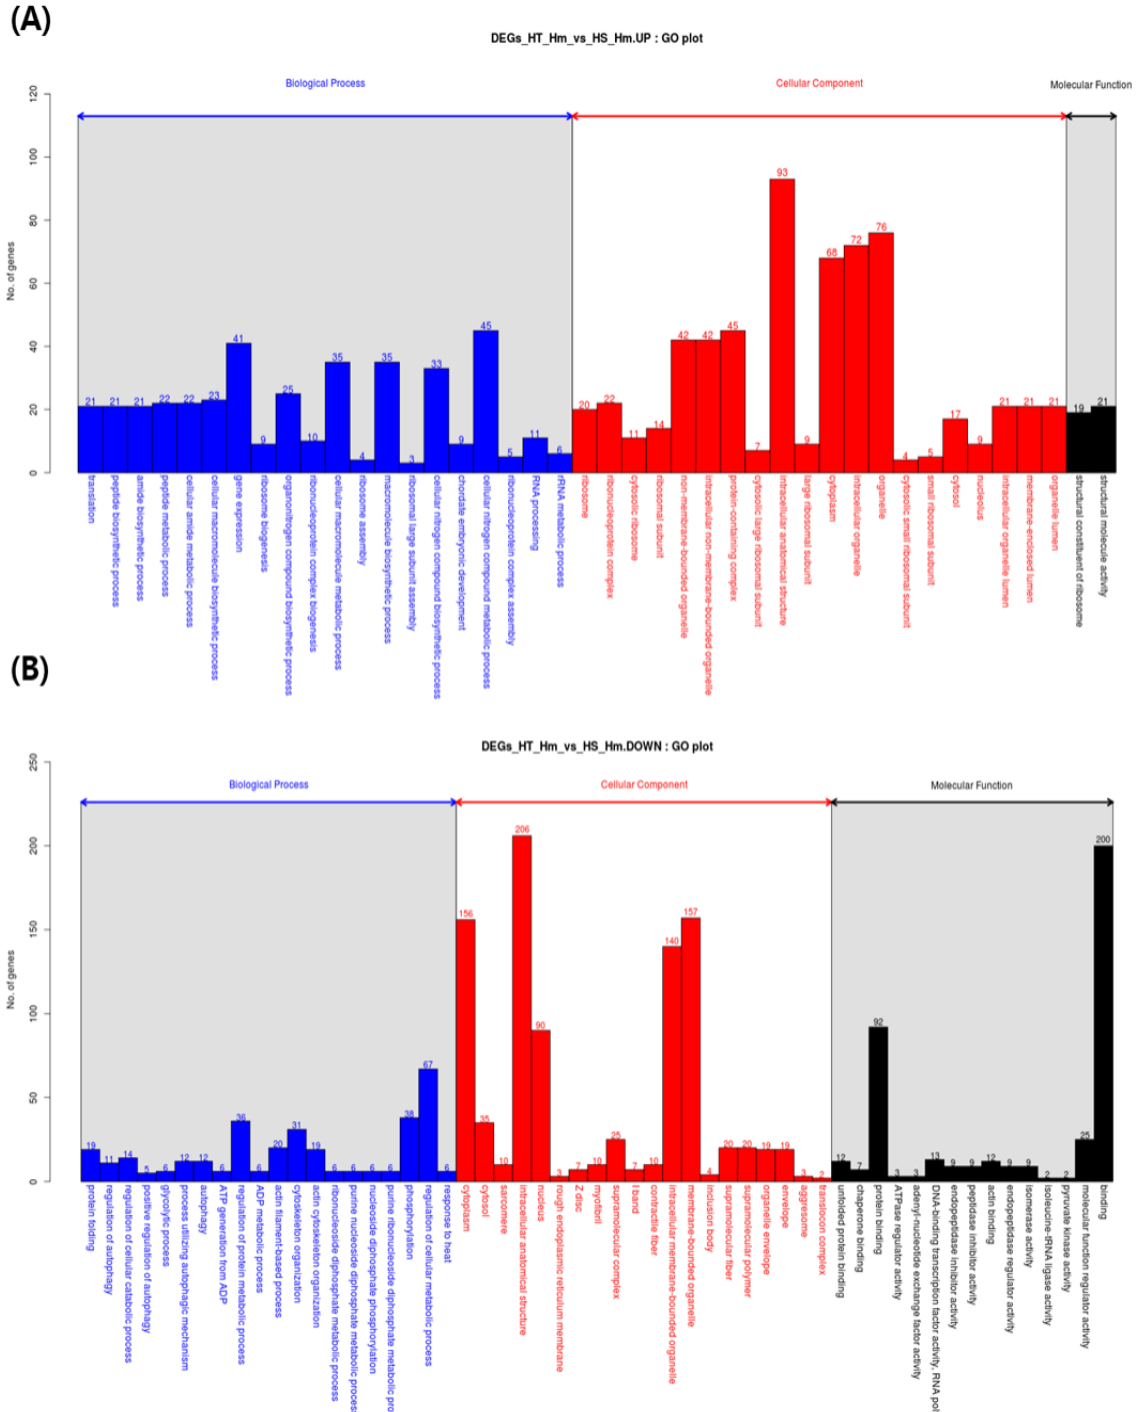 (A)
DEGs_HT_Hm_vs_HS_Hm.UP : GO plot
Biological Process
Cellular Component
Molecular Function
No. of genes
120
100
80
60
40
20
0
21
21
21
22
22
23
41
9
25
10
35
4
35
3
33
9
45
5
11
6
20
22
11
14
42
42
45
7
93
9
68
72
76
4
5
17
9
21
21
21
19
21
translation
peptide biosynthetic process
amide biosynthetic process
peptide metabolic process
cellular amide metabolic process
cellular macromolecule biosynthetic process
gene expression
ribosome biogenesis
organonitrogen compound biosynthetic process
ribonucleoprotein complex biogenesis
cellular macromolecule metabolic process
ribosome assembly
macromolecule biosynthetic process
ribosomal large subunit assembly
cellular nitrogen compound biosynthetic process
chordate embryonic development
cellular nitrogen compound metabolic process
ribonucleoprotein complex assembly
RNA processing
rRNA metabolic process
ribosome
ribonucleoprotein complex
cytosolic ribosome
ribosomal subunit
non-membrane-bounded organelle
intracellular non-membrane-bounded organelle
protein-containing complex
cytosolic large ribosomal subunit
intracellular anatomical structure
large ribosomal subunit
cytoplasm
intracellular organelle
organelle
cytosolic small ribosomal subunit
small ribosomal subunit
cytosol
nucleolus
intracellular organelle lumen
membrane-enclosed lumen
organelle lumen
structural constituent of ribosome
structural molecule activity
(B)
DEGs_HT_Hm_vs_HS_Hm.DOWN : GO plot
Biological Process
Cellular Component
Molecular Function
No. of genes
250
200
150
100
50
0
19
11
14
5
6
12
12
6
36
6
20
31
19
6
6
6
6
38
67
6
156
35
10
206
90
3
7
10
25
7
10
140
157
4
20
20
19
19
3
2
12
7
92
3
3
13
9
9
12
9
9
2
2
25
200
protein folding
regulation of autophagy
regulation of cellular catabolic process
positive regulation of autophagy
glycolytic process
process utilizing autophagic mechanism
autophagy
ATP generation from ADP
regulation of protein metabolic process
ADP metabolic process
actin filament-based process
cytoskeleton organization
actin cytoskeleton organization
ribonucleoside diphosphate metabolic process
purine nucleoside diphosphate metabolic process
nucleoside diphosphate phosphorylation
purine ribonucleoside diphosphate metabolic pro
phosphorylation
regulation of cellular metabolic process
response to heat
cytoplasm
cytosol
sarcomere
intracellular anatomical structure
nucleus
rough endoplasmic reticulum membrane
Z disc
myofibril
supramolecular complex
I band
contractile fiber
intracellular membrane-bounded organelle
membrane-bounded organelle
inclusion body
supramolecular fiber
supramolecular polymer
organelle envelope
envelope
aggresome
translocon complex
unfolded protein binding
chaperone binding
protein binding
ATPase regulator activity
adenyl-nucleotide exchange factor activity
DNA-binding transcription factor activity, RNA pol
endopeptidase inhibitor activity
peptidase inhibitor activity
actin binding
endopeptidase regulator activity
isomerase activity
isoleucine-tRNA ligase activity
pyruvate kinase activity
molecular function regulator activity
binding